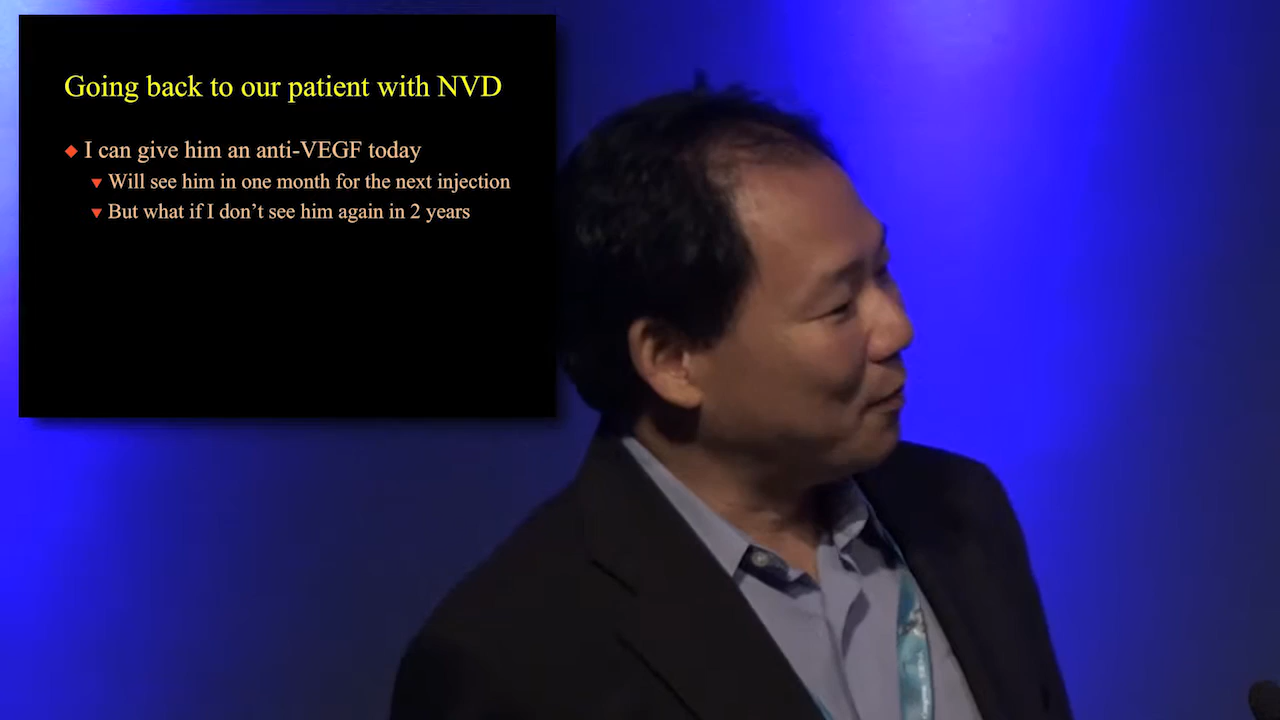 Going back to our patient with NVD
I can give him an anti-VEGF today
Will see him in one month for the next injection
But what if I don't see him again in 2 years